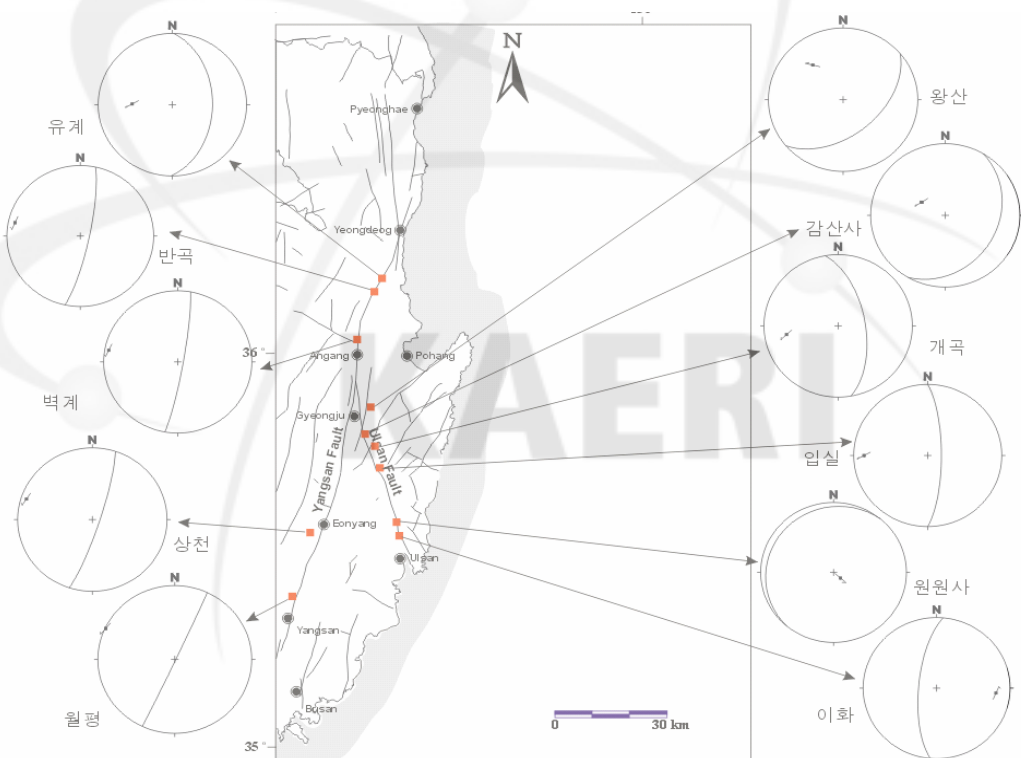 N
유계
N
반곡
N
벽계
N
상천
N
월평
N
Pyeonghae
Yeongdeog
36°
Angang
Pohang
Gyeongju
Yangsan Fault
Ulsan Fault
Eonyang
Ulsan
Yangsan
Busan
35°
0 30 km
KAERI
N
왕산
N
감산사
N
개곡
N
입실
N
원원사
N
이화